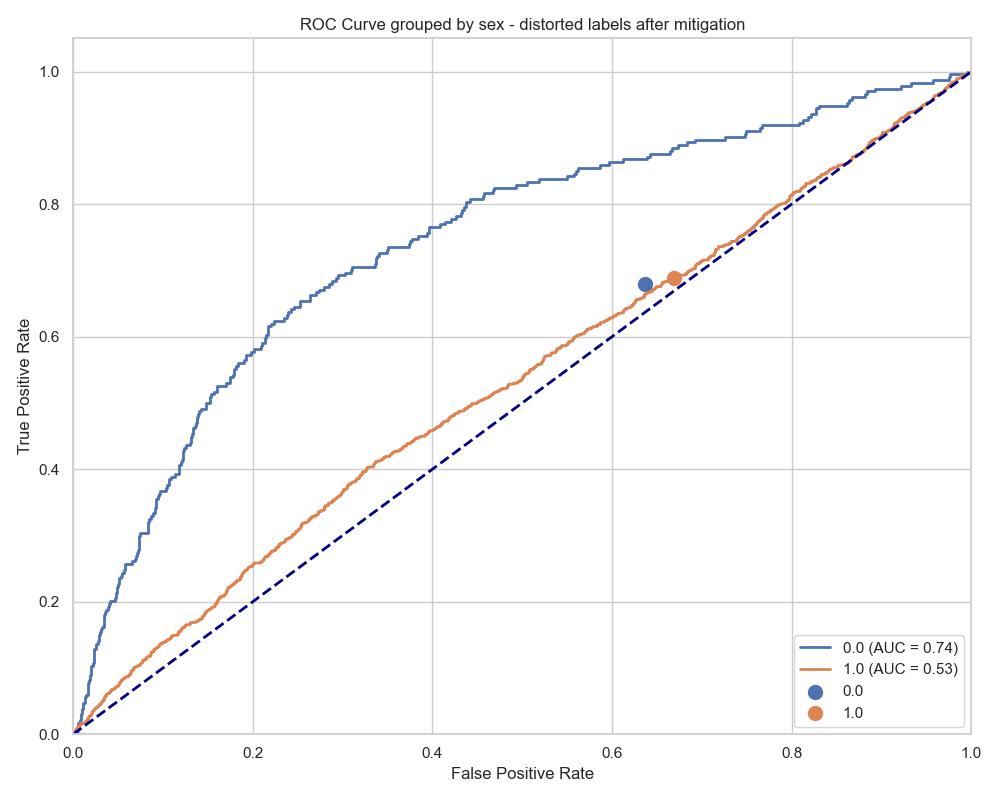 ROC Curve grouped by sex - distorted labels after mitigation
True Positive Rate
1.0
0.8
0.6
0.4
0.2
0.0
0.0 (AUC = 0.74)
1.0 (AUC = 0.53)
0.0
1.0
0.0 0.2 0.4 0.6 0.8 1.0
False Positive Rate